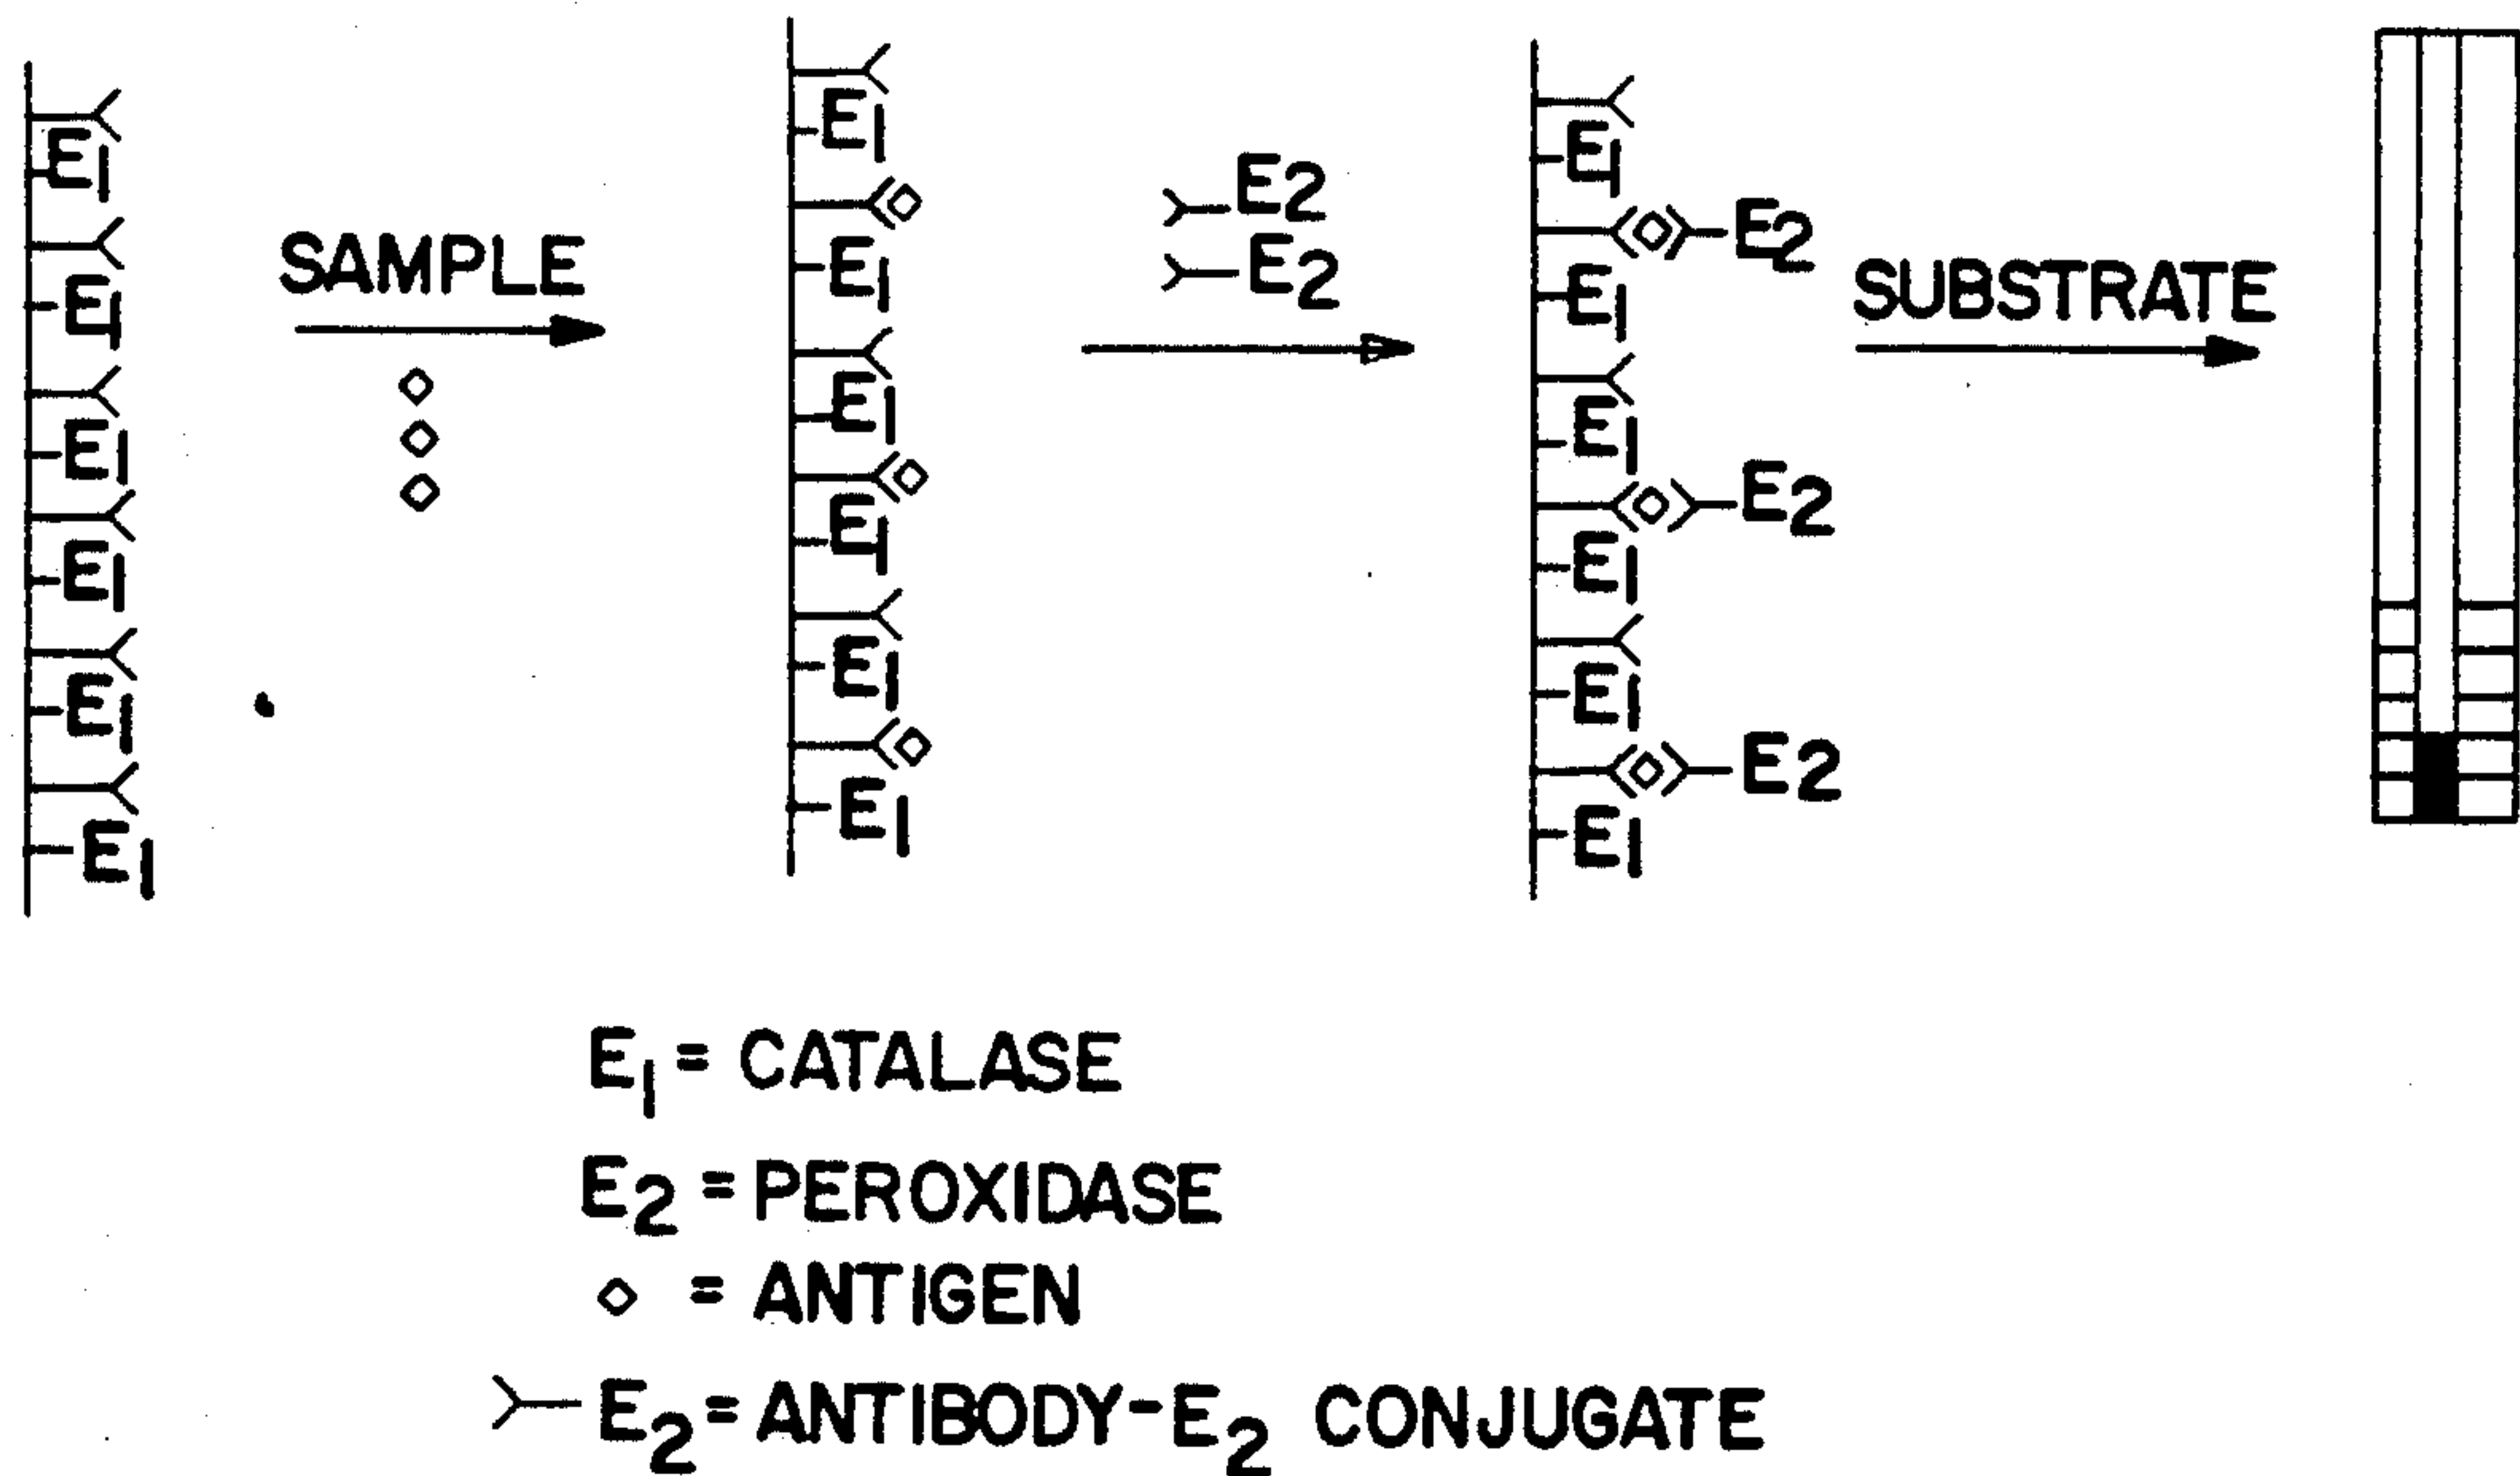 E₁
E₁
E₁
E₁
E₁
E₁
SAMPLE
E₁
E₁
E₁
E₁
E₁
E₁
E₂
E₂
E₁
E₂
E₁
E₁
E₂
E₁
E₁
E₂
E₁
SUBSTRATE
E₁ = CATALASE
E₂ = PEROXIDASE
◇ = ANTIGEN
>-E₂ = ANTIBODY-E₂ CONJUGATE